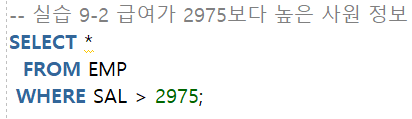 -- 실습 9-2 급여가 2975보다 높은 사원 정보
SELECT *
FROM EMP
WHERE SAL > 2975;